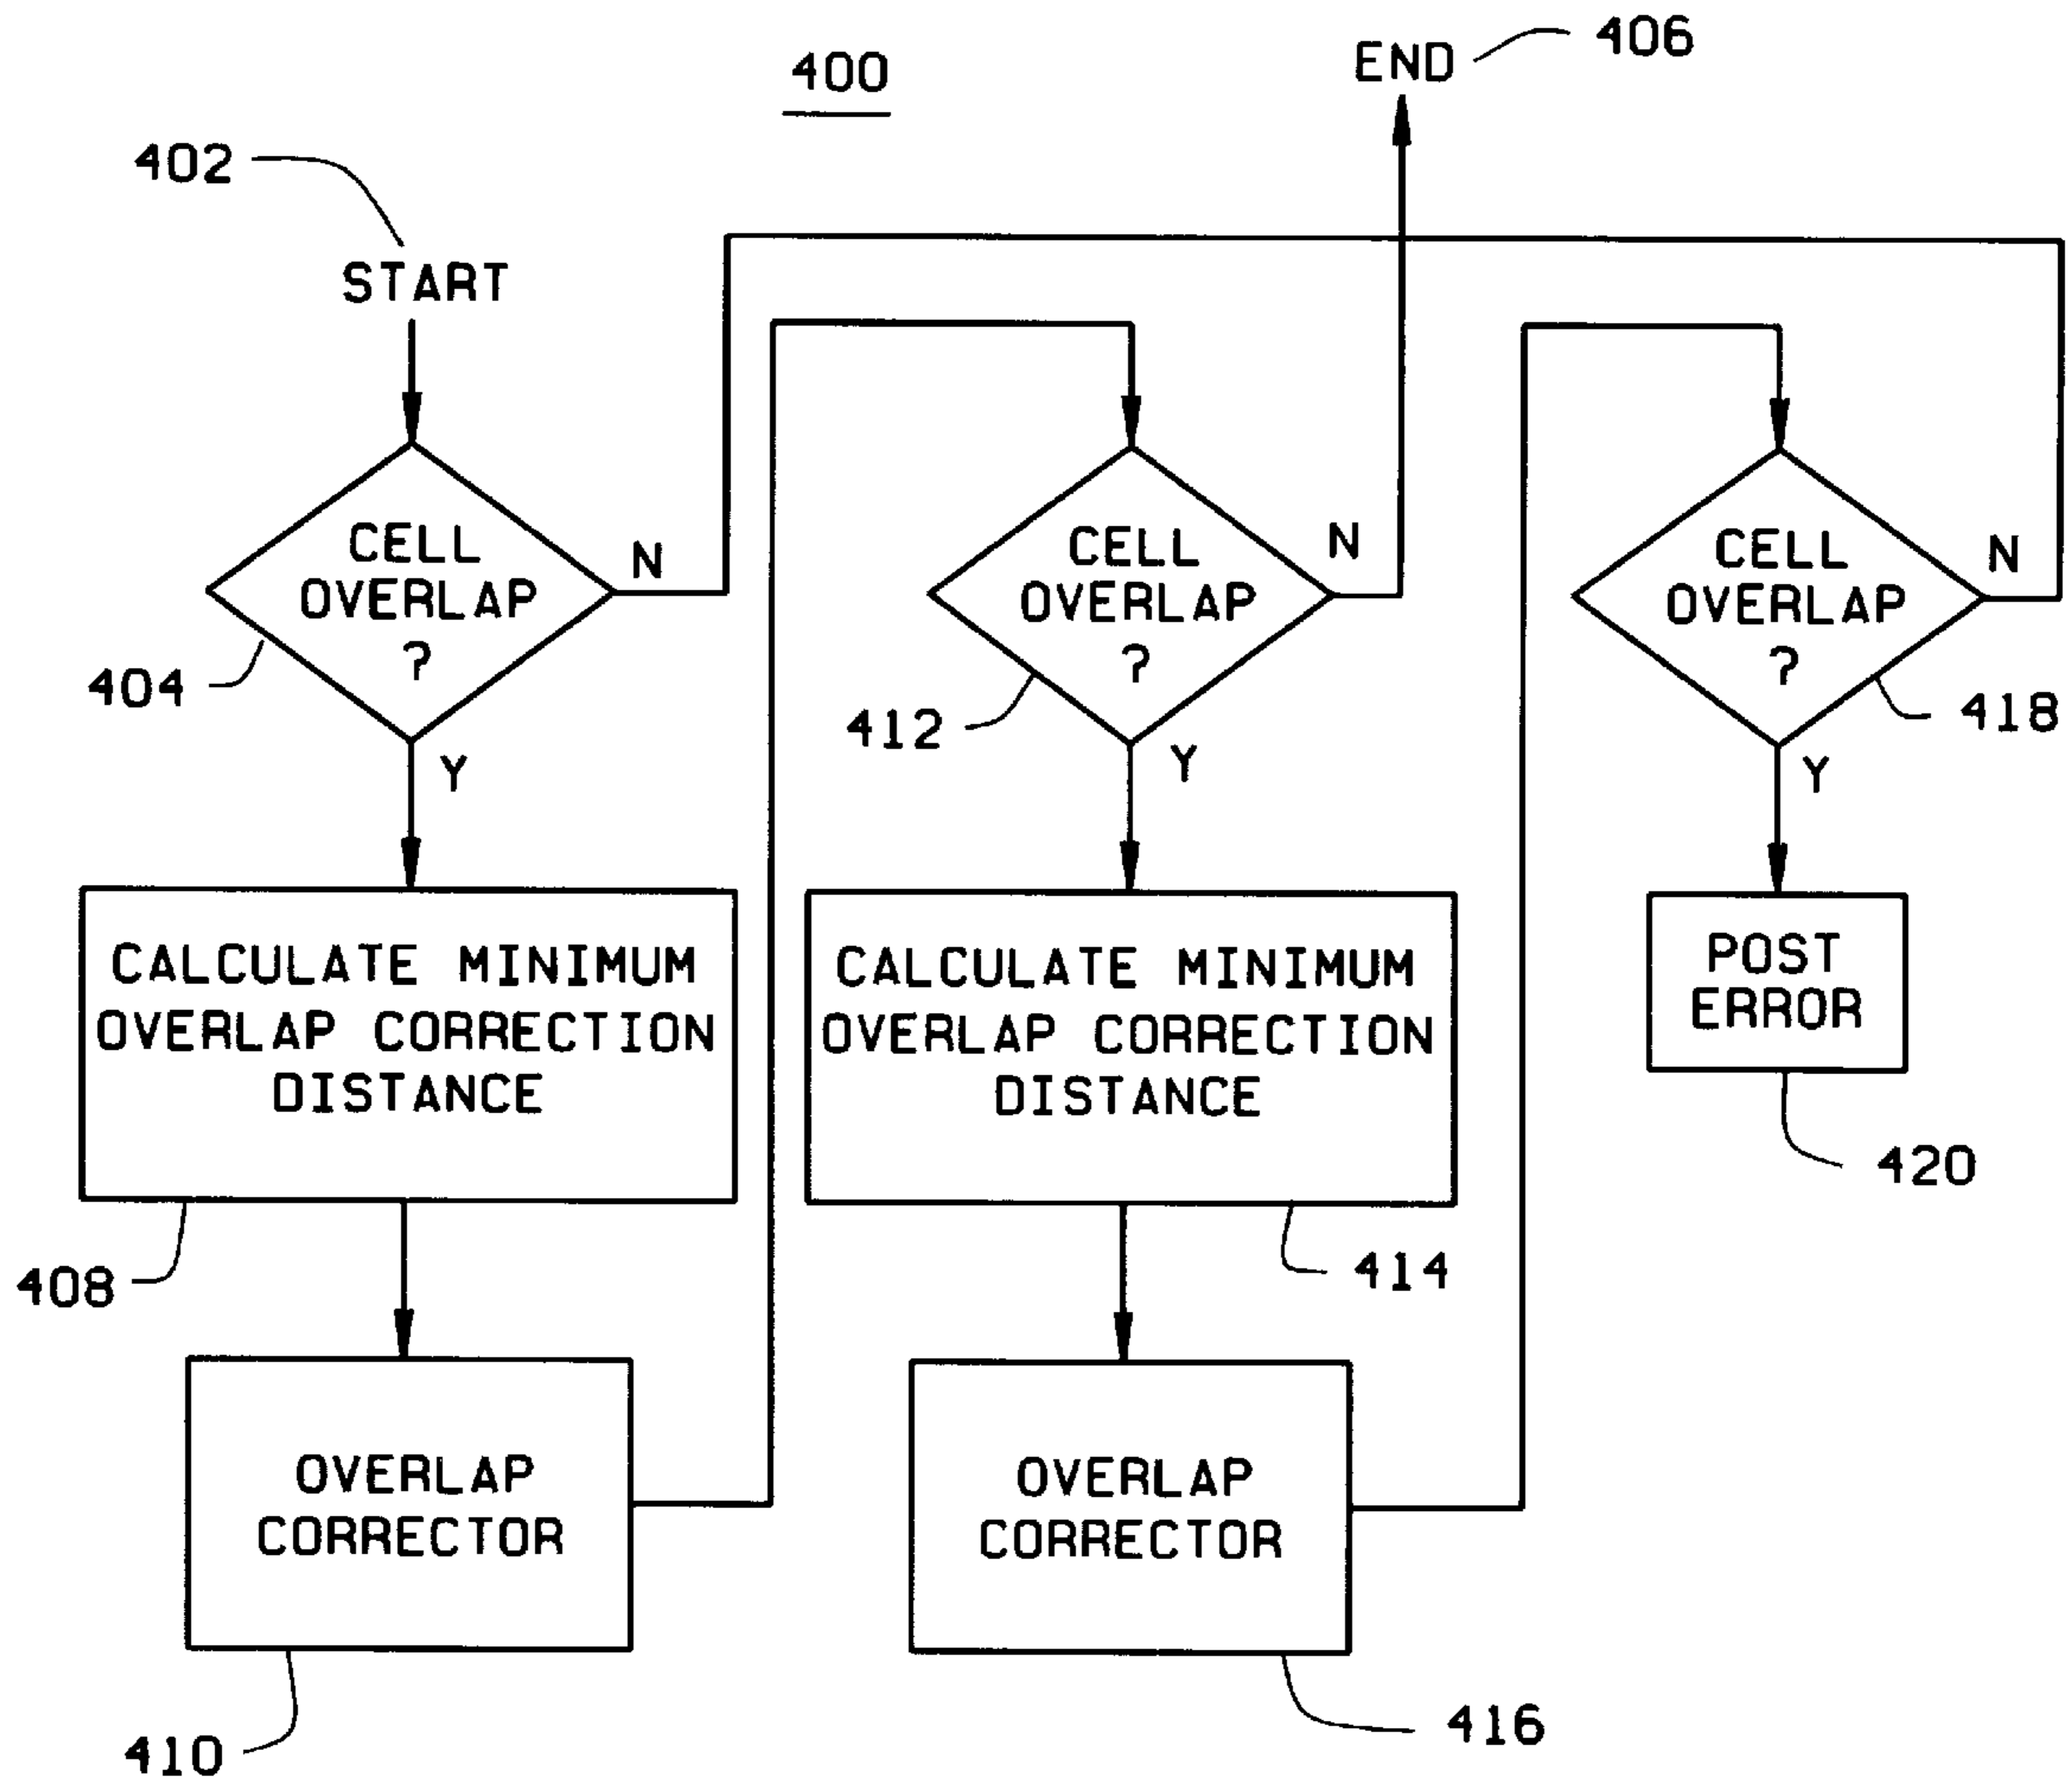 400
END
406
402
START
CELL
OVERLAP
?
N
404
Y
CALCULATE MINIMUM
OVERLAP CORRECTION
DISTANCE
408
OVERLAP
CORRECTOR
410
CELL
OVERLAP
?
N
412
Y
CALCULATE MINIMUM
OVERLAP CORRECTION
DISTANCE
414
OVERLAP
CORRECTOR
416
CELL
OVERLAP
?
N
418
Y
POST
ERROR
420